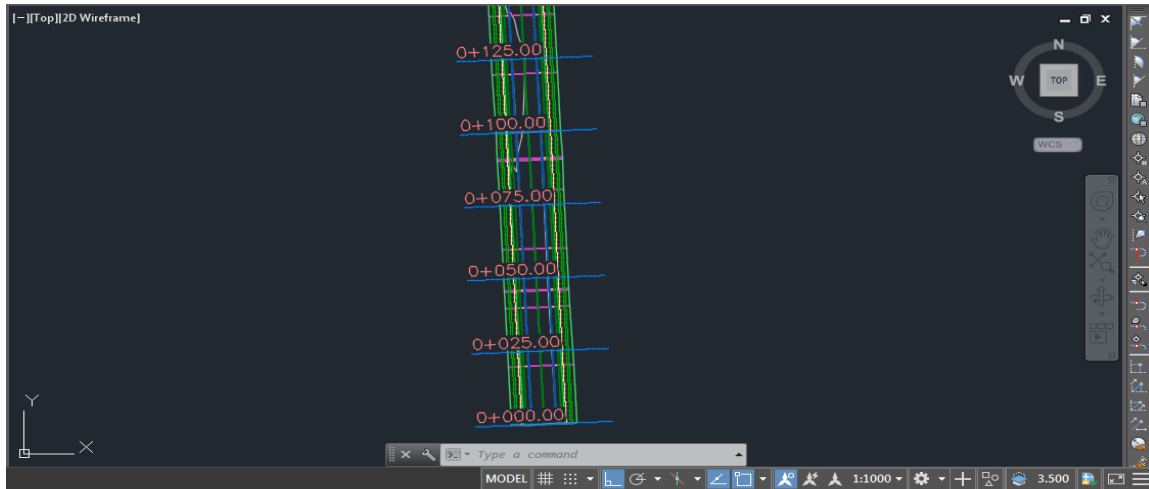 [−][Top][2D Wireframe]
N
W TOP E
S
WCS
0+125.00
0+100.00
0+075.00
0+050.00
0+025.00
0+000.00
Y
X
Type a command
MODEL 1:1000 3.500